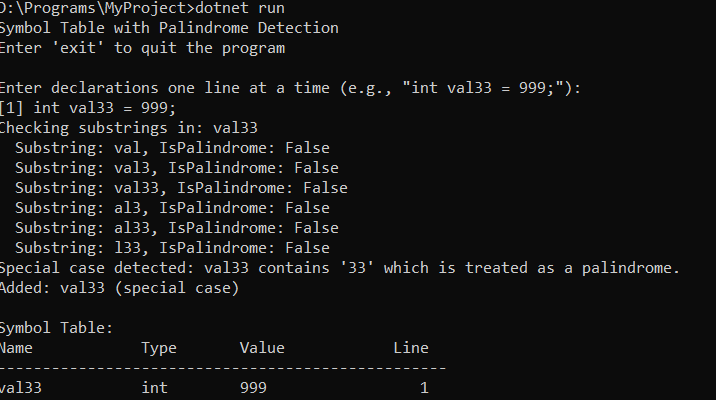 D:\Programs\MyProject>dotnet run
Symbol Table with Palindrome Detection
Enter 'exit' to quit the program
Enter declarations one line at a time (e.g., "int val33 = 999;"):
[1] int val33 = 999;
Checking substrings in: val33
Substring: val, IsPalindrome: False
Substring: val3, IsPalindrome: False
Substring: val33, IsPalindrome: False
Substring: al3, IsPalindrome: False
Substring: al33, IsPalindrome: False
Substring: l33, IsPalindrome: False
Special case detected: val33 contains '33' which is treated as a palindrome.
Added: val33 (special case)
Symbol Table:
Name Type Value Line
--------------------------------------------------
val33 int 999 1